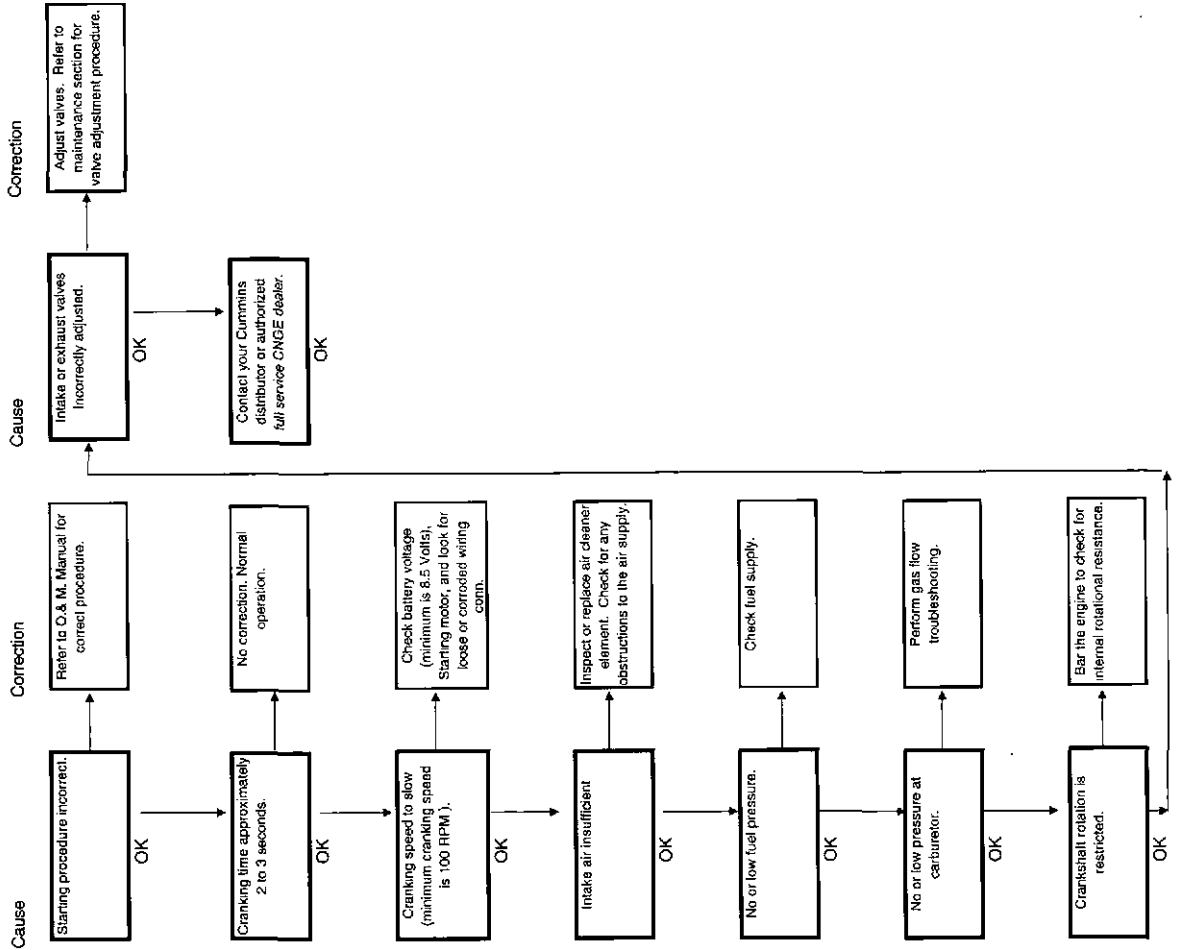 Cause
Correction
Starting procedure incorrect.
Refer to O.& M. Manual for
correct procedure.
OK
Cranking time approximately
2 to 3 seconds.
No correction. Normal
operation.
OK
Cranking speed to slow
(minimum cranking speed
is 100 RPM ).
Check battery voltage
(minimum is 8.5 Volts),
Starting motor, and look for
loose or corroded wiring
conn.
OK
Intake air insufficient
Inspect or replace air cleaner
element. Check for any
obstructions to the air supply.
OK
No or low fuel pressure.
Check fuel supply.
OK
No or low pressure at
carburetor.
Perform gas flow
troubleshooting.
OK
Crankshaft rotation is
restricted.
Bar the engine to check for
internal rotational resistance.
OK
Cause
Correction
Intake or exhaust valves
Incorrectly adjusted.
Adjust valves. Refer to
maintenance section for
valve adjustment procedure.
OK
Contact your Cummins
distributor or authorized
full service CNGE dealer.
OK